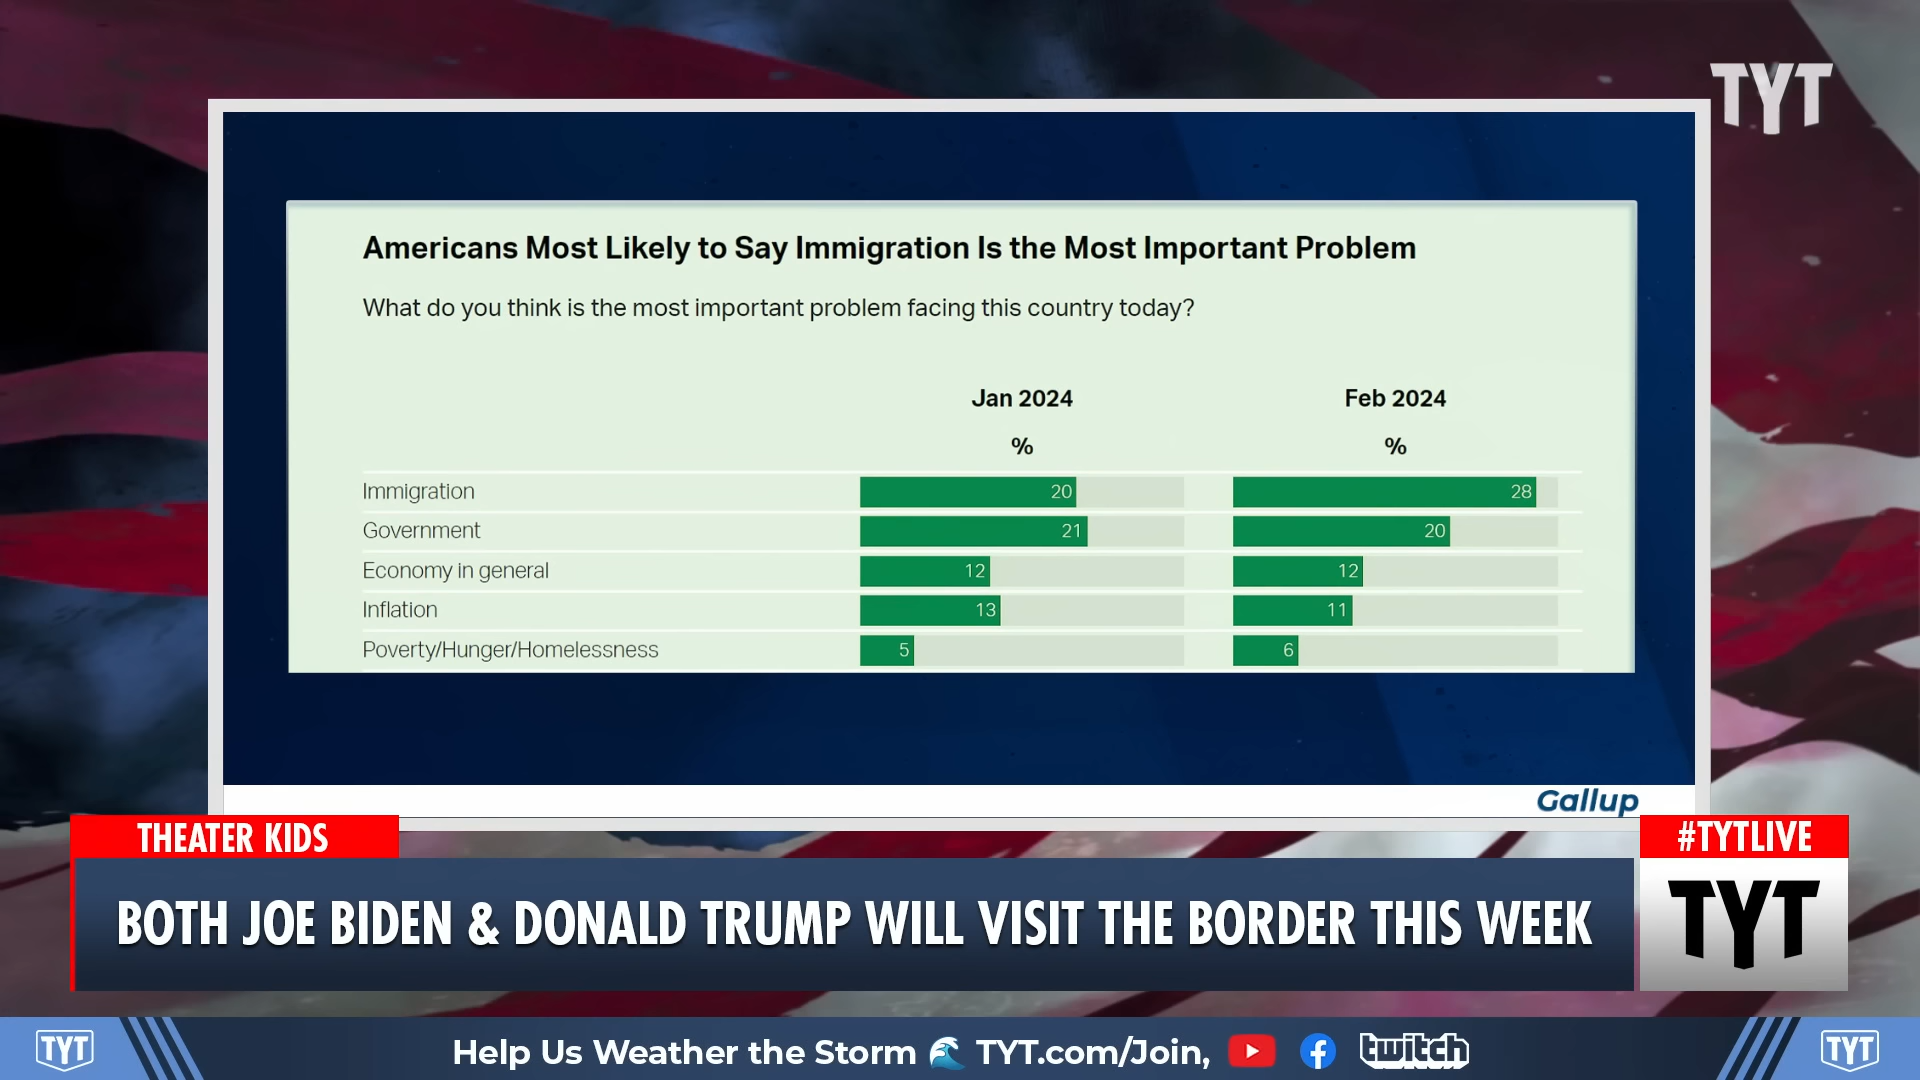 TYT
Americans Most Likely to Say Immigration Is the Most Important Problem
What do you think is the most important problem facing this country today?
Jan 2024 Feb 2024
% %
Immigration 20 28
Government 21 20
Economy in general 12 12
Inflation 13 11
Poverty/Hunger/Homelessness 5 6
Gallup
THEATER KIDS
#TYTLIVE
BOTH JOE BIDEN & DONALD TRUMP WILL VISIT THE BORDER THIS WEEK
TYT
TYT
Help Us Weather the Storm 🌊 TYT.com/Join,
twitch
TYT